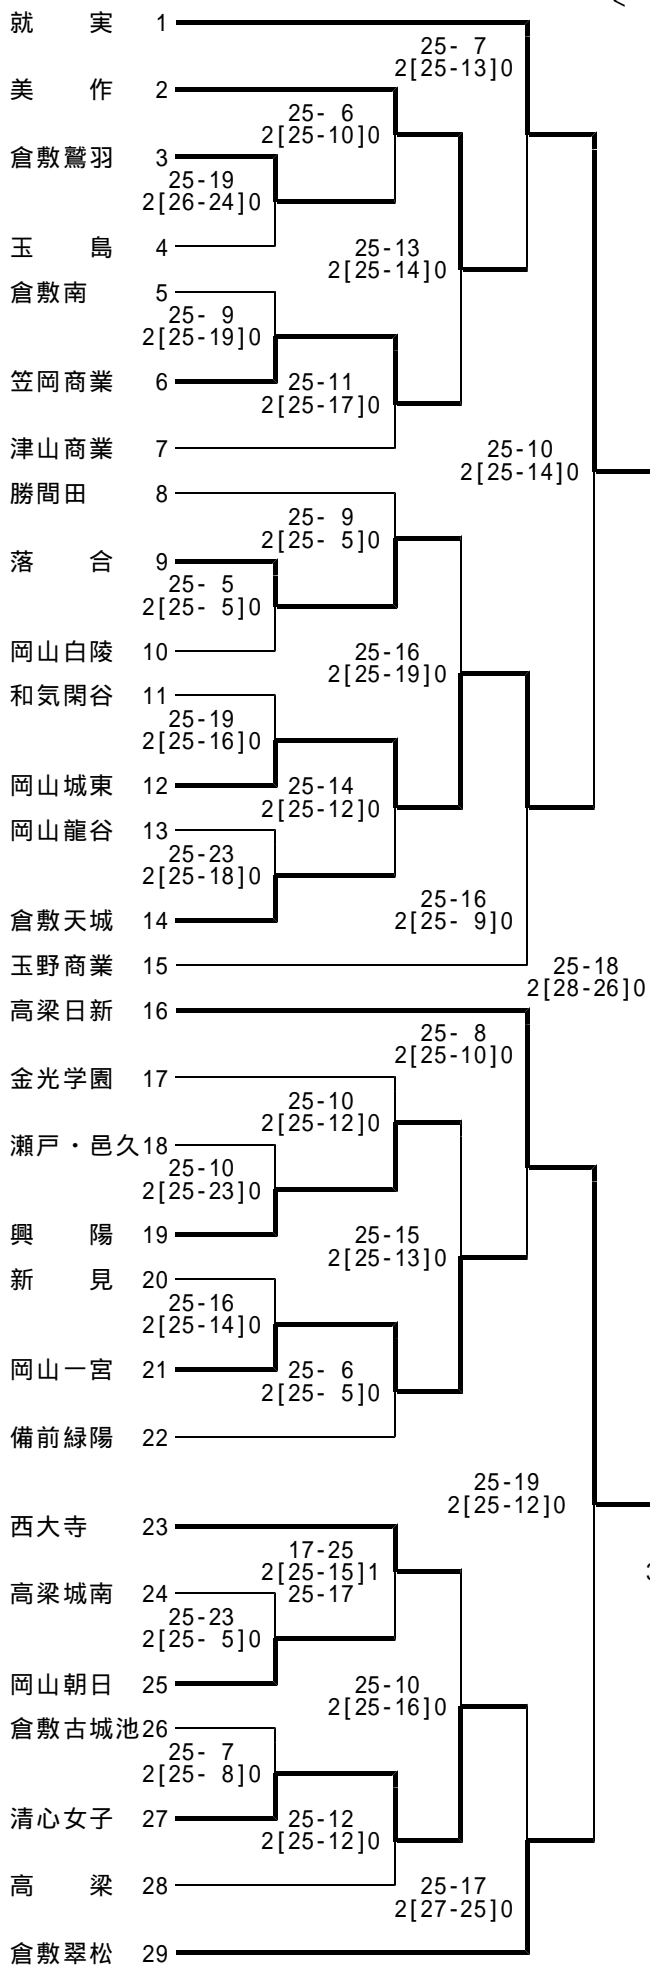 就 実 1
25- 7
2[25-13]0
美 作 2
25- 6
2[25-10]0
倉敷鷲羽 3
25-19
2[26-24]0
玉 島 4
25-13
2[25-14]0
倉敷南 5
25- 9
2[25-19]0
笠岡商業 6
25-11
2[25-17]0
津山商業 7
25-10
2[25-14]0
勝間田 8
25- 9
2[25- 5]0
落 合 9
25- 5
2[25- 5]0
岡山白陵 10
25-16
2[25-19]0
和気閑谷 11
25-19
2[25-16]0
岡山城東 12
25-14
2[25-12]0
岡山龍谷 13
25-23
2[25-18]0
倉敷天城 14
25-16
2[25- 9]0
玉野商業 15
25-18
2[28-26]0
高梁日新 16
25- 8
2[25-10]0
金光学園 17
25-10
2[25-12]0
瀬戸・邑久 18
25-10
2[25-23]0
興 陽 19
25-15
2[25-13]0
新 見 20
25-16
2[25-14]0
岡山一宮 21
25- 6
2[25- 5]0
備前緑陽 22
25-19
2[25-12]0
西大寺 23
17-25
2[25-15]1
25-17
高梁城南 24
25-23
2[25- 5]0
岡山朝日 25
25-10
2[25-16]0
倉敷古城池 26
25- 7
2[25- 8]0
清心女子 27
25-12
2[25-12]0
高 梁 28
25-17
2[27-25]0
倉敷翠松 29